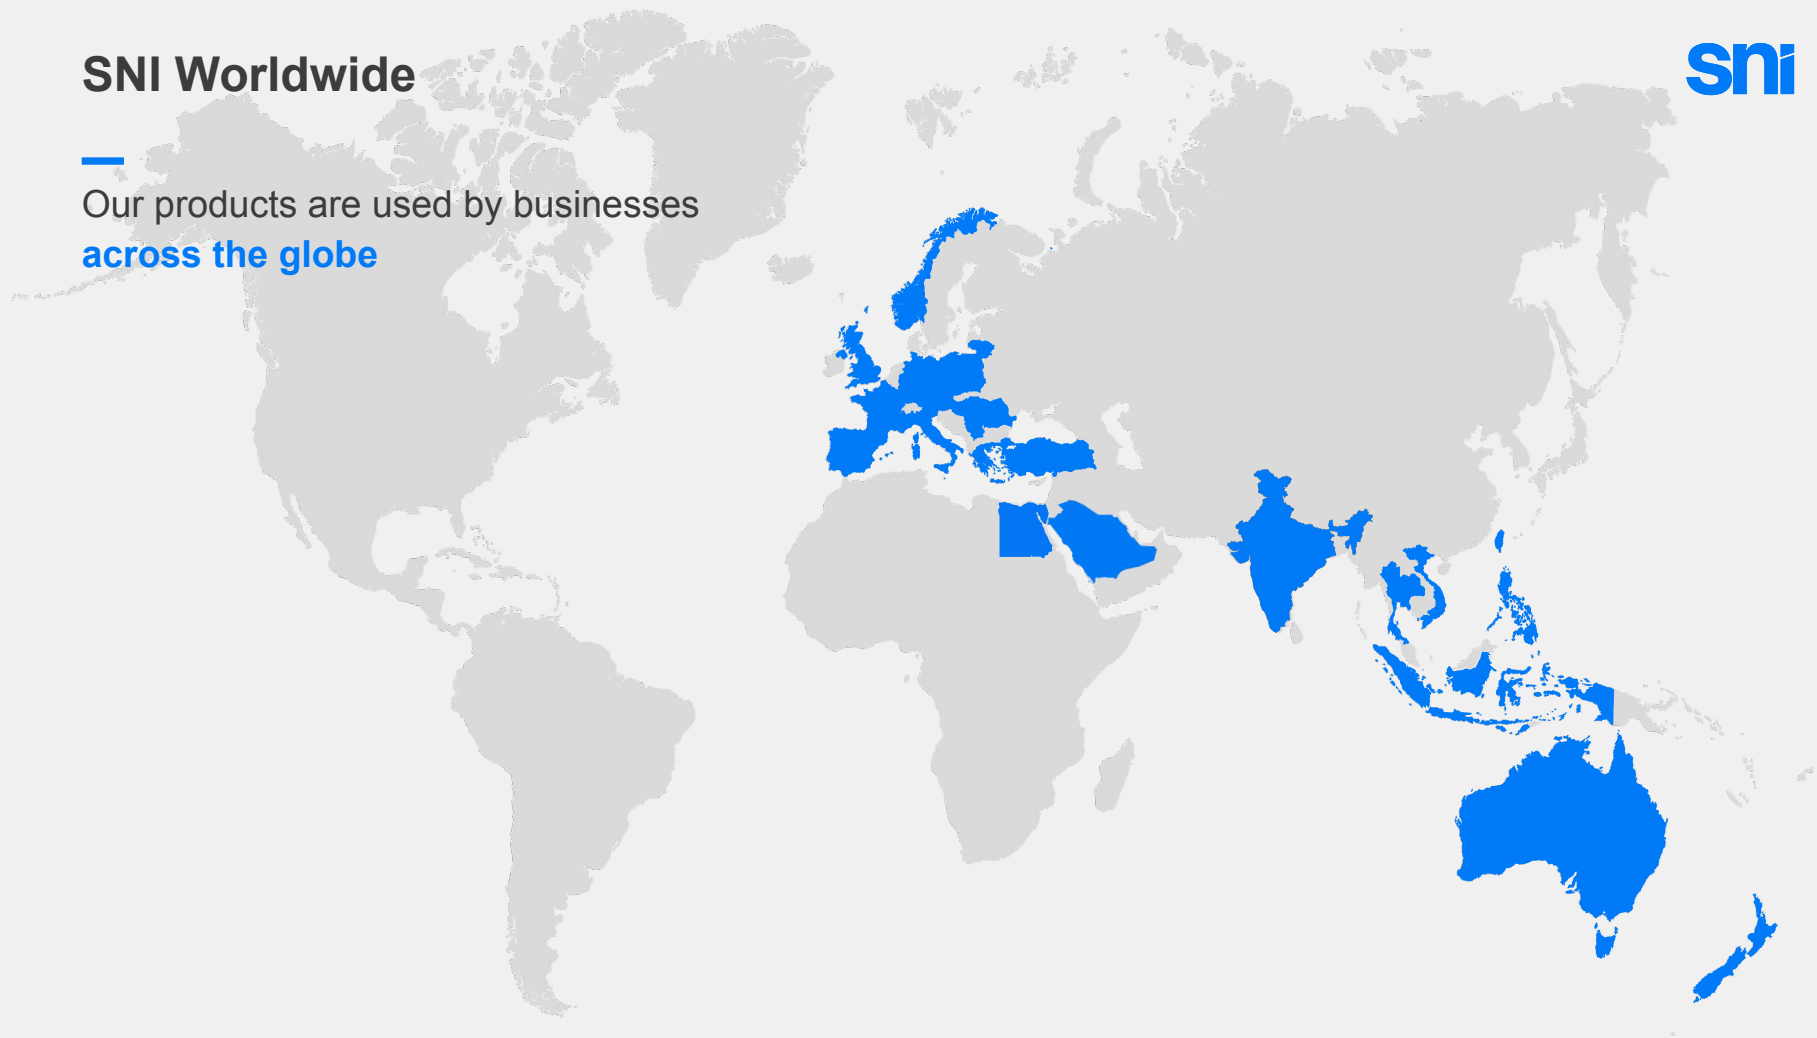 SNI Worldwide
sni
Our products are used by businesses
across the globe